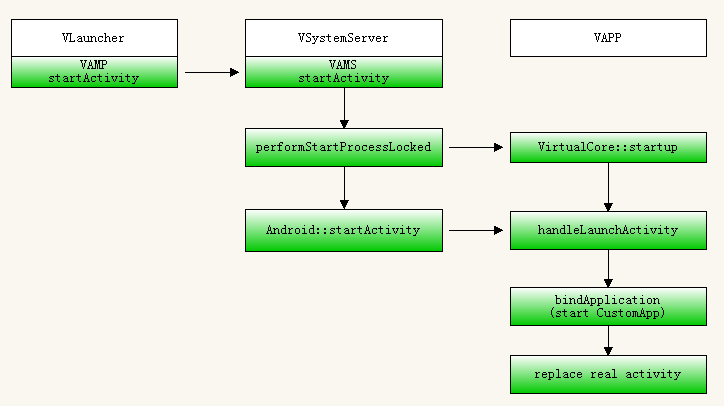 VLauncher
VAMP
startActivity
VSystemServer
VAMS
startActivity
VAPP
performStartProcessLocked
VirtualCore::startup
Android::startActivity
handleLaunchActivity
bindApplication
(start CustomApp)
replace real activity